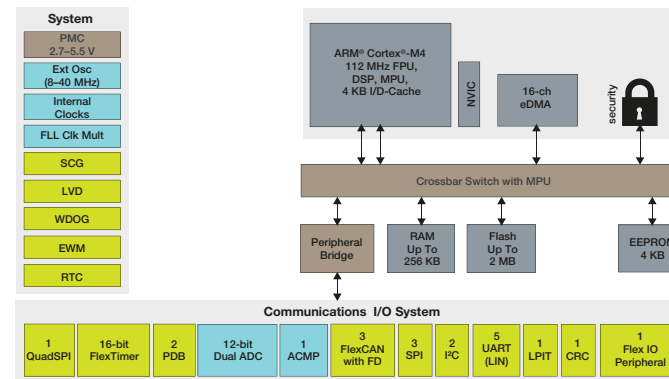 System
PMC
2.7–5.5 V
Ext Osc
(8–40 MHz)
Internal
Clocks
FLL Clk Mult
SCG
LVD
WDOG
EWM
RTC
ARM® Cortex®-M4
112 MHz FPU,
DSP, MPU,
4 KB I/D-Cache
NVIC
16-ch
eDMA
security
Crossbar Switch with MPU
Peripheral
Bridge
RAM
Up To
256 KB
Flash
Up To
2 MB
EEPROM
4 KB
Communications I/O System
1
QuadSPI
16-bit
FlexTimer
2
PDB
12-bit
Dual ADC
1
ACMP
3
FlexCAN
with FD
3
SPI
2
I²C
5
UART
(LIN)
1
LPIT
1
CRC
1
Flex IO
Peripheral